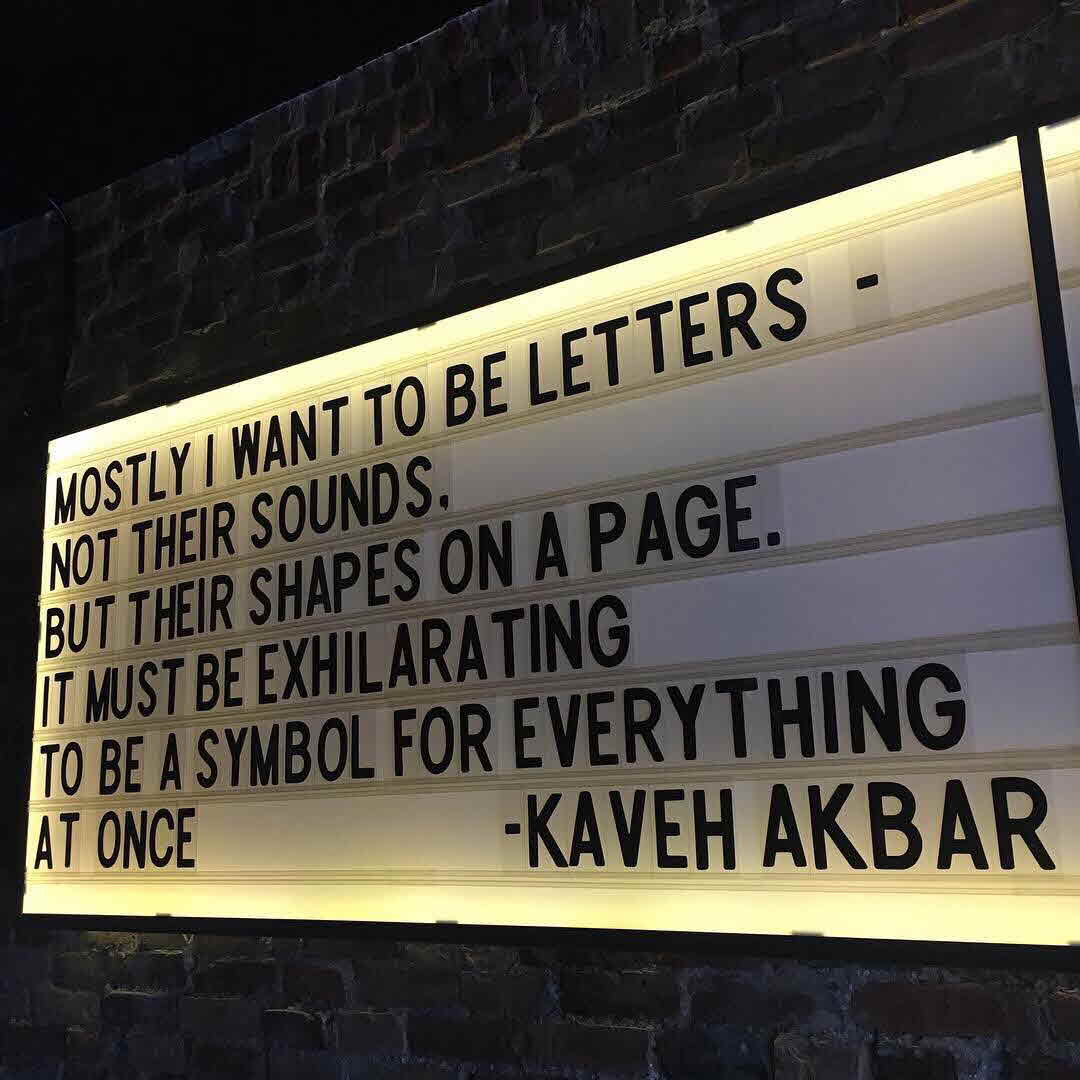 MOSTLY I WANT TO BE LETTERS -
NOT THEIR SOUNDS,
BUT THEIR SHAPES ON A PAGE.
IT MUST BE EXHILARATING
TO BE A SYMBOL FOR EVERYTHING
AT ONCE -KAVEH AKBAR